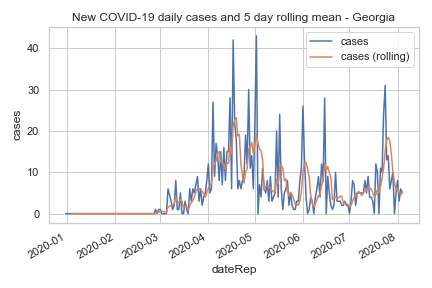 New COVID-19 daily cases and 5 day rolling mean - Georgia
cases
cases (rolling)
40
30
20
10
0
cases
2020-01
2020-02
2020-03
2020-04
2020-05
2020-06
2020-07
2020-08
dateRep